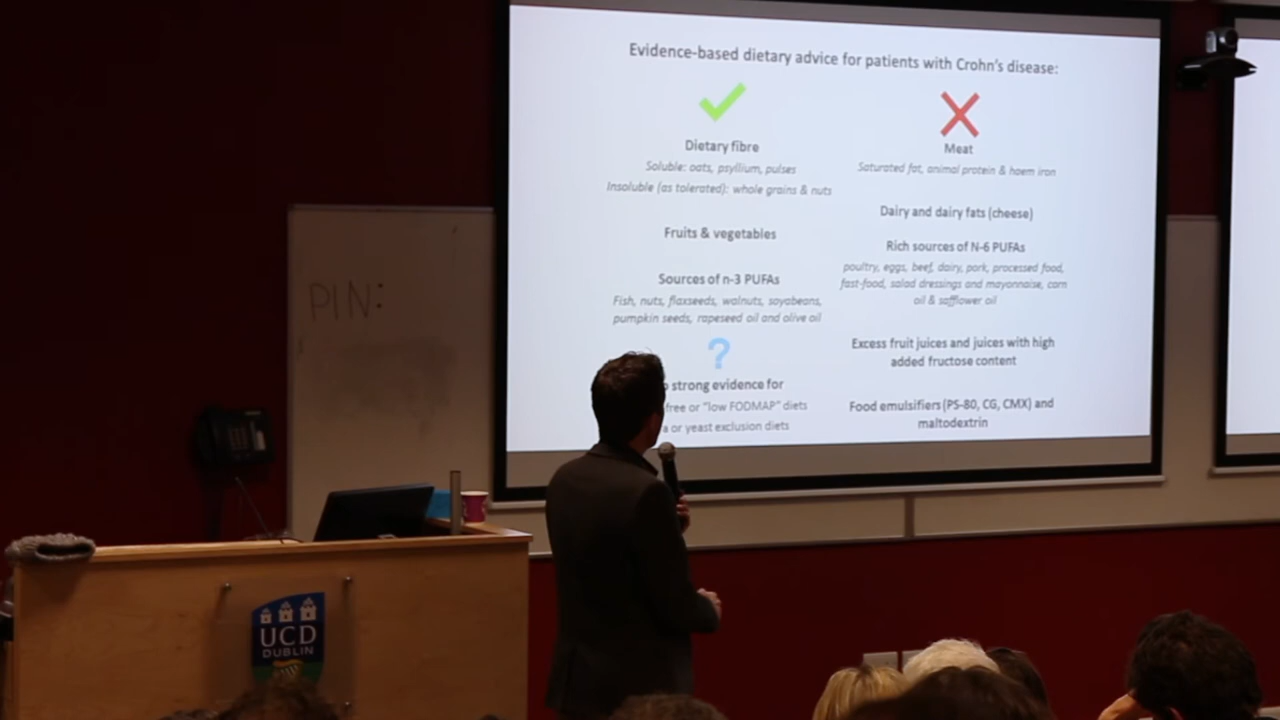 Evidence-based dietary advice for patients with Crohn's disease:
Dietary fibre
Soluble: oats, psyllium, pulses
Insoluble (as tolerated): whole grains & nuts
Fruits & vegetables
Sources of n-3 PUFAs
Fish, nuts, flaxseeds, walnuts, soyabeans,
pumpkin seeds, rapeseed oil and olive oil
?
strong evidence for
free or "low FODMAP" diets
or yeast exclusion diets
Meat
Saturated fat, animal protein & haem iron
Dairy and dairy fats (cheese)
Rich sources of N-6 PUFAs
poultry, eggs, beef, dairy, pork, processed food,
fast-food, salad dressings and mayonnaise, corn
oil & safflower oil
Excess fruit juices and juices with high
added fructose content
Food emulsifiers (PS-80, CG, CMX) and
maltodextrin
PIN:
UCD
DUBLIN